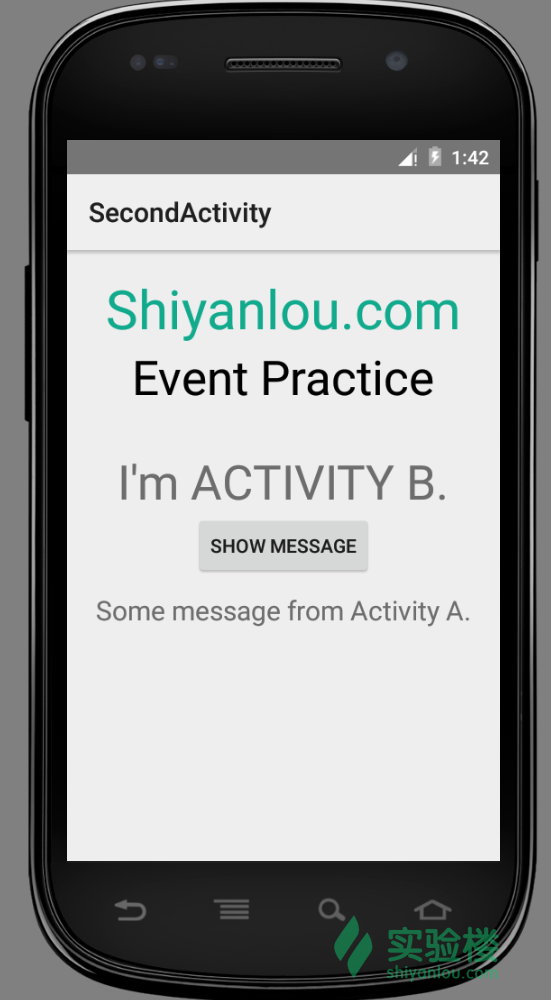 1:42
SecondActivity
Shiyanlou.com
Event Practice
I'm ACTIVITY B.
SHOW MESSAGE
Some message from Activity A.
实验楼
shiyanlou.com